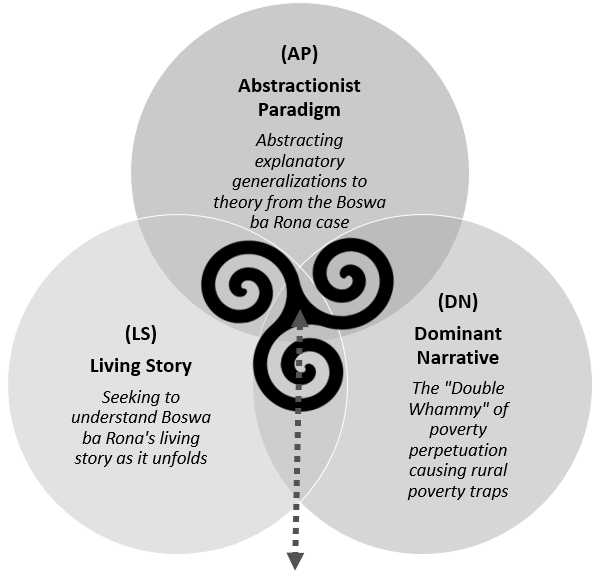 (AP)
Abstractionist
Paradigm
Abstracting
explanatory
generalizations to
theory from the Boswa
ba Rona case
(LS)
Living Story
Seeking to
understand Boswa
ba Rona's living
story as it unfolds
(DN)
Dominant
Narrative
The "Double
Whammy" of
poverty
perpetuation
causing rural
poverty traps